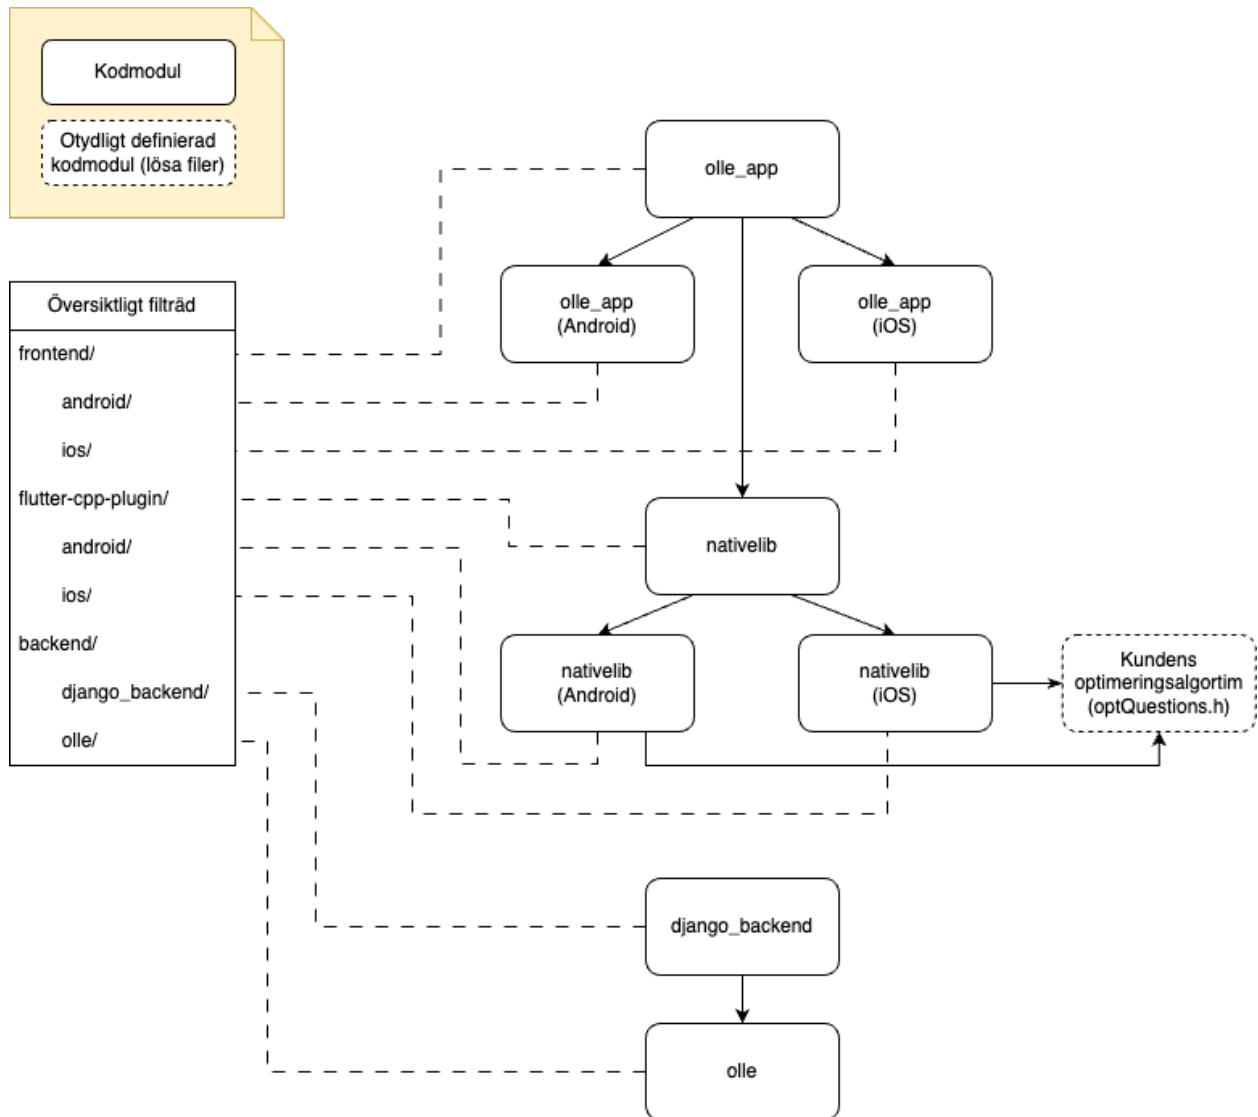 Kodmodul
Otydligt definierad
kodmodul (lösa filer)
Översiktligt filträd
frontend/
android/
ios/
flutter-cpp-plugin/
android/
ios/
backend/
django_backend/
olle/
olle_app
olle_app
(Android)
olle_app
(iOS)
nativelib
nativelib
(Android)
nativelib
(iOS)
Kundens
optimeringsalgortim
(optQuestions.h)
django_backend
olle